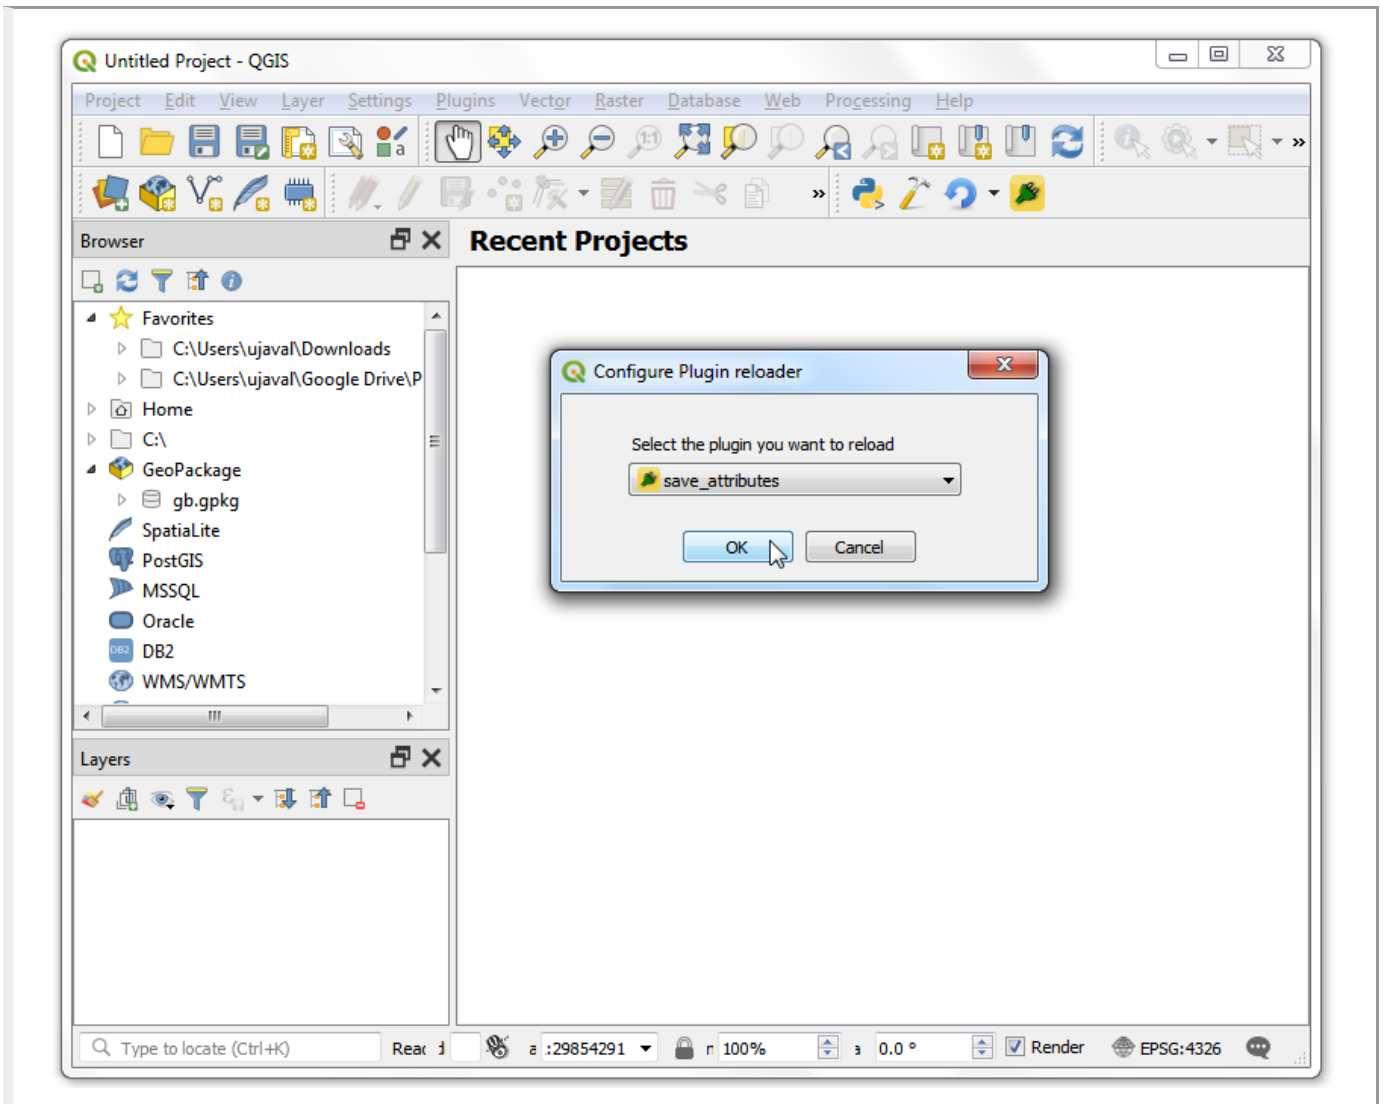 Untitled Project - QGIS
Project Edit View Layer Settings Plugins Vector Raster Database Web Processing Help
1:1
a
Browser
Recent Projects
Favorites
C:\Users\ujaval\Downloads
C:\Users\ujaval\Google Drive\P
Home
C:\
GeoPackage
gb.gpkg
SpatiaLite
PostGIS
MSSQL
Oracle
DB2 DB2
WMS/WMTS
Configure Plugin reloader
Select the plugin you want to reload
save_attributes
OK Cancel
Layers
Type to locate (Ctrl+K) a :29854291 100% 0.0 ° Render EPSG:4326